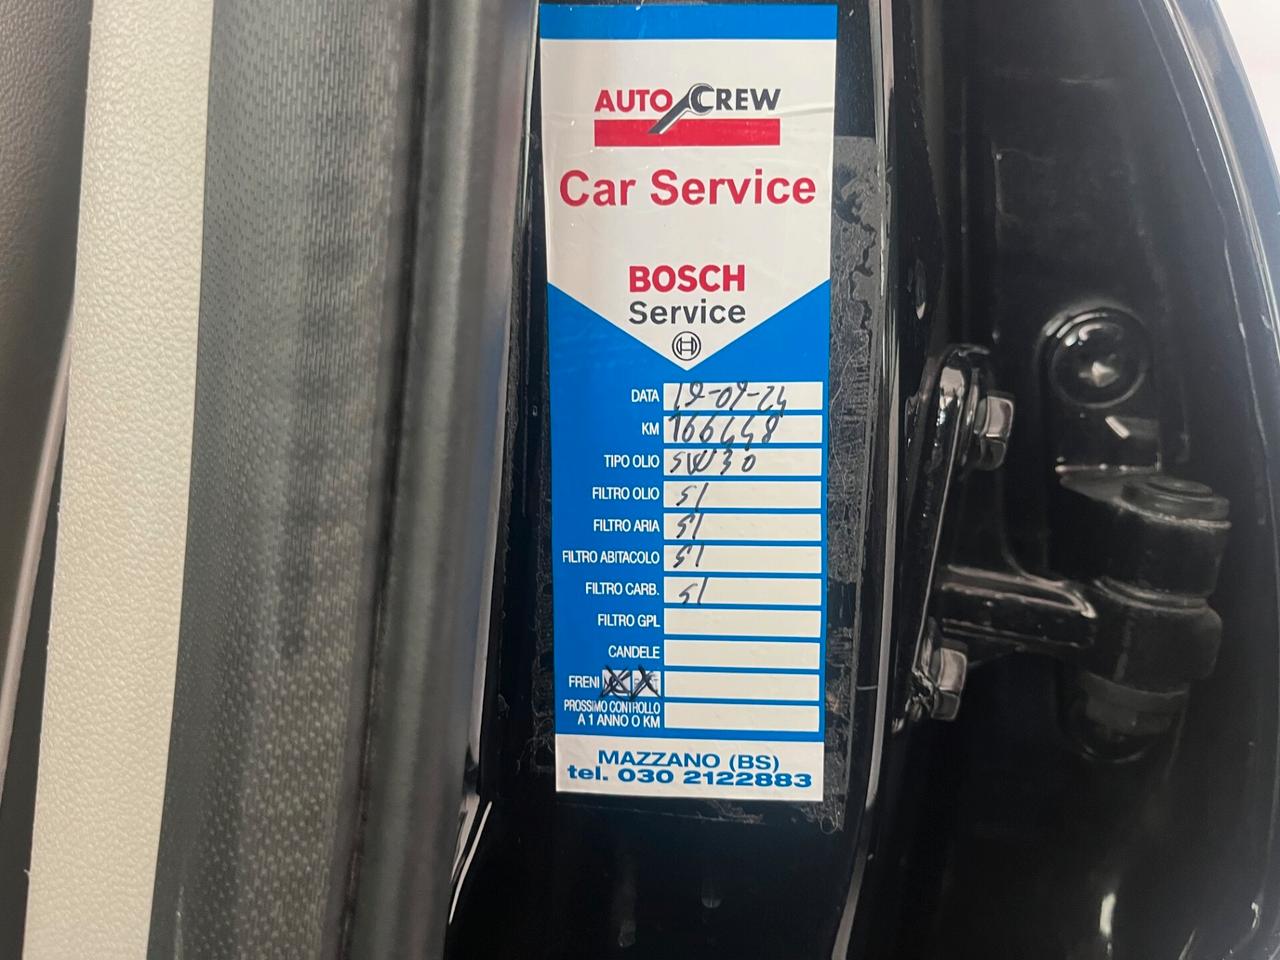 AUTO CREW
Car Service
BOSCH
Service
DATA 19-09-24
KM 166448
TIPO OLIO 5W30
FILTRO OLIO SI
FILTRO ARIA SI
FILTRO ABITACOLO SI
FILTRO CARB. SI
FILTRO GPL
CANDELE
FRENI
PROSSIMO CONTROLLO
A 1 ANNO O KM
MAZZANO (BS)
tel. 030 2122883